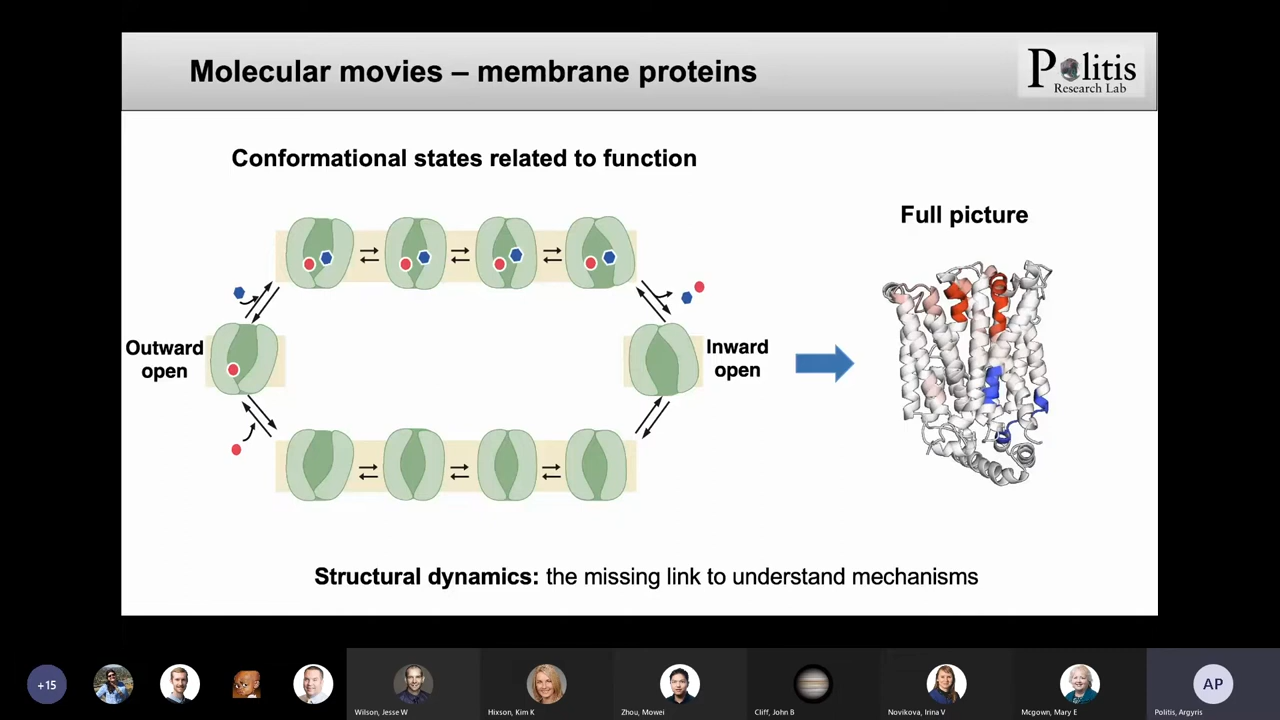 Molecular movies – membrane proteins
Politis
Research Lab
Conformational states related to function
Full picture
Outward
open
Inward
open
Structural dynamics: the missing link to understand mechanisms
+15
AP
Wilson, Jesse W
Hixson, Kim K
Zhou, Mowei
Cliff, John B
Novikova, Irina V
Mcgown, Mary E
Politis, Argyris